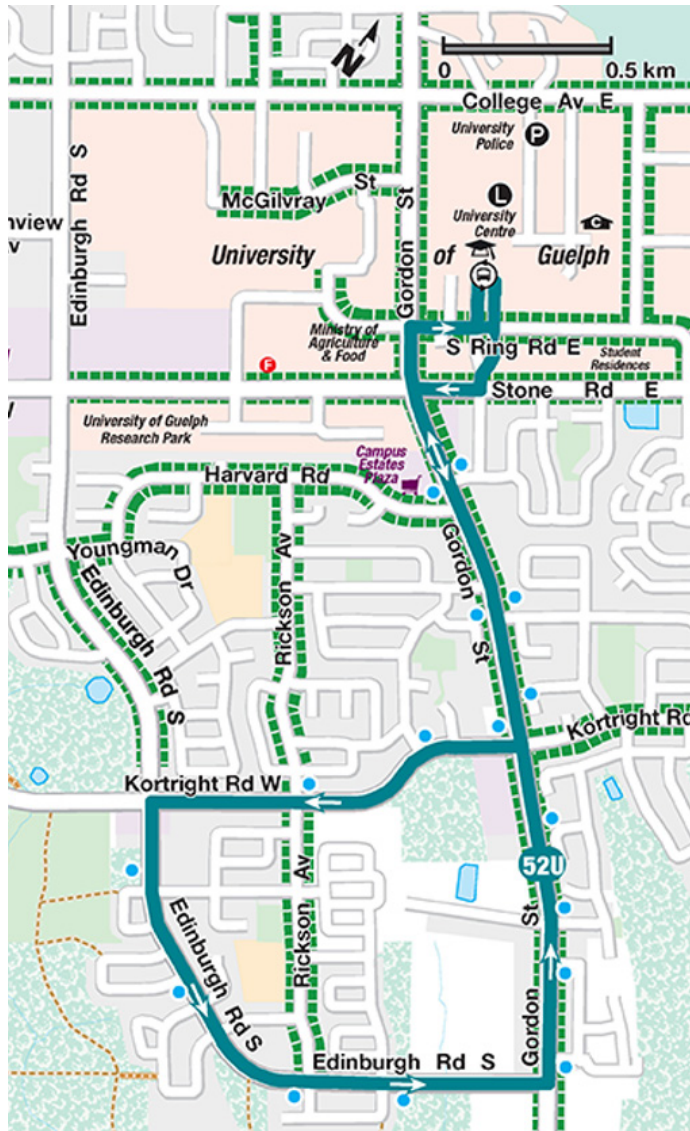 N
0 0.5 km
College Av E
University
Police
P
Edinburgh Rd S
Gordon St
McGilvray St
L
University
Centre
C
nview
v
University of Guelph
Ministry of
Agriculture
& Food
S Ring Rd E
Student
Residences
F
Stone Rd E
University of Guelph
Research Park
Campus
Estates
Plaza
Harvard Rd
Gordon St
Youngman Dr
Rickson Av
Edinburgh Rd S
Kortright Rd
Kortright Rd W
52U
Rickson Av
Edinburgh Rd S
Gordon St
Edinburgh Rd S